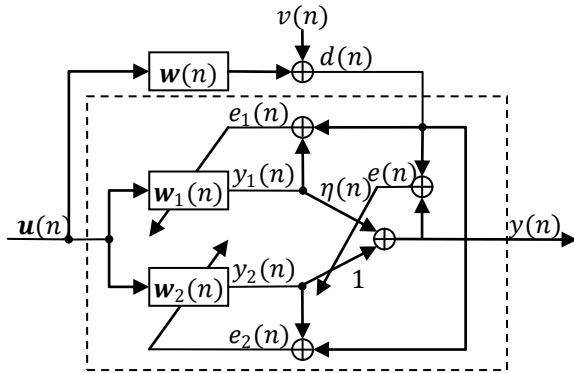 v(n)
w(n)
d(n)
e₁(n)
w₁(n)
y₁(n)
η(n)
e(n)
u(n)
y(n)
w₂(n)
y₂(n)
1
e₂(n)